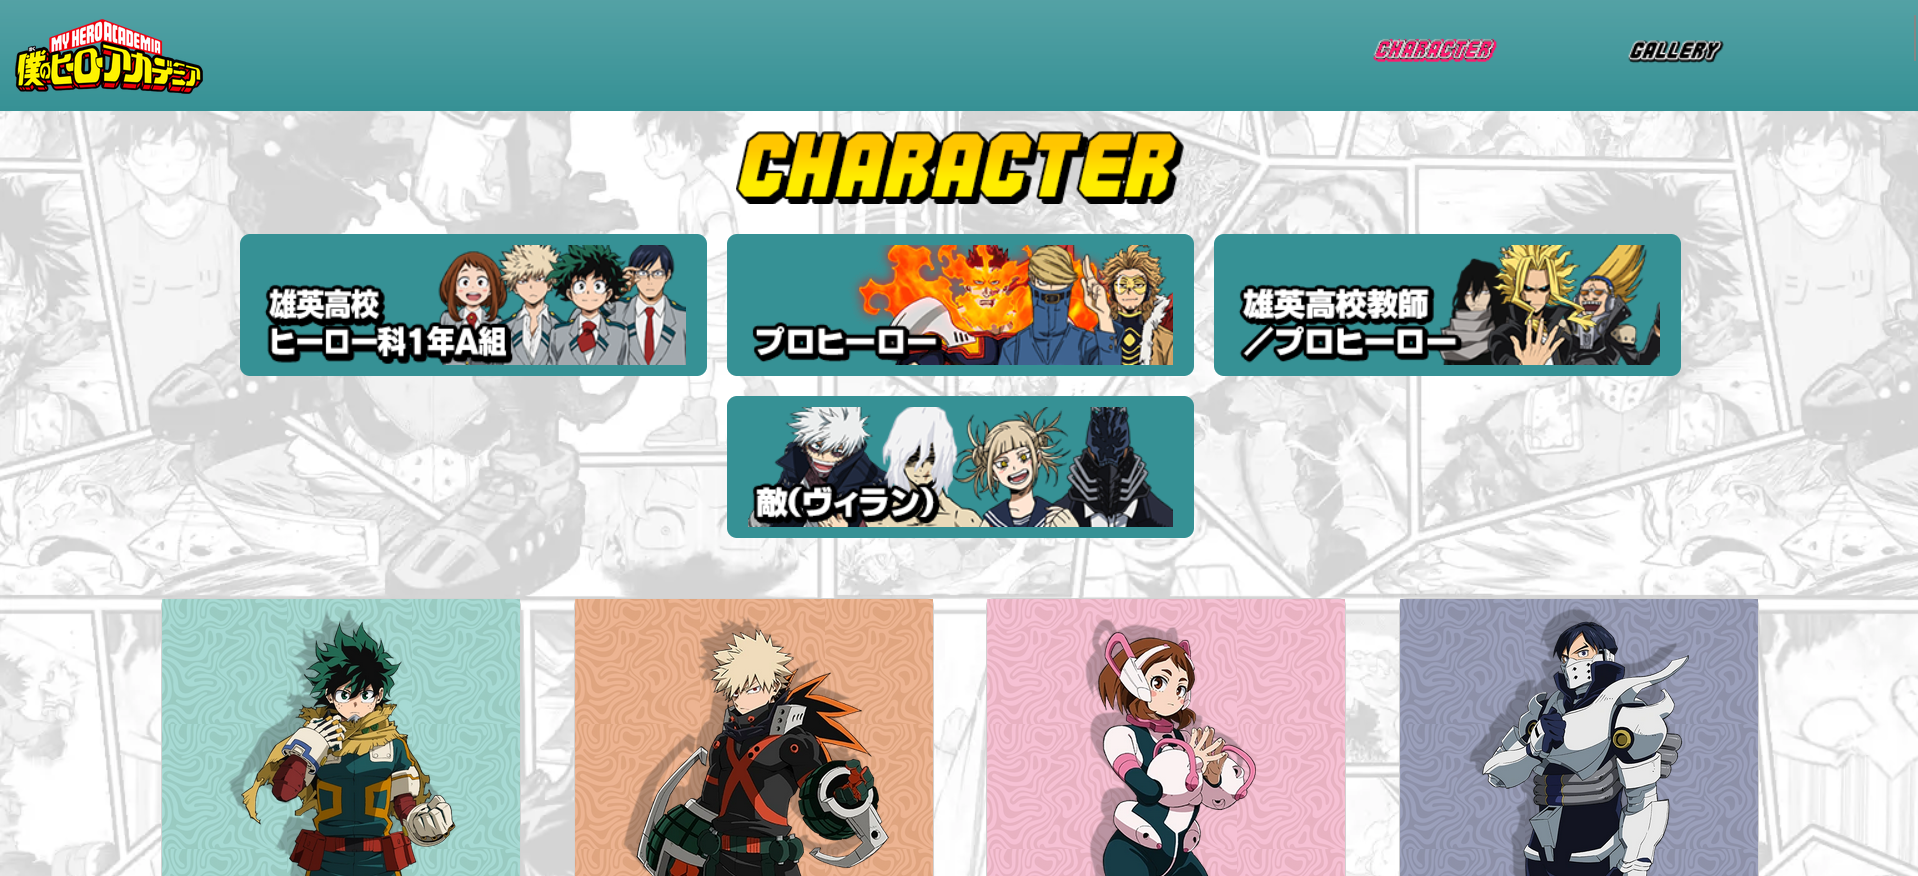 MY HERO ACADEMIA
僕のヒーローアカデミア
CHARACTER
GALLERY
CHARACTER
雄英高校
ヒーロー科1年A組
プロヒーロー
雄英高校教師
／プロヒーロー
敵(ヴィラン)